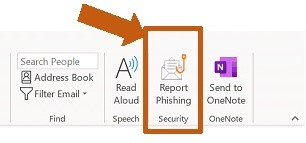 Search People
Address Book
Filter Email
Find
Read
Aloud
Speech
Report
Phishing
Security
Send to
OneNote
N
OneNote